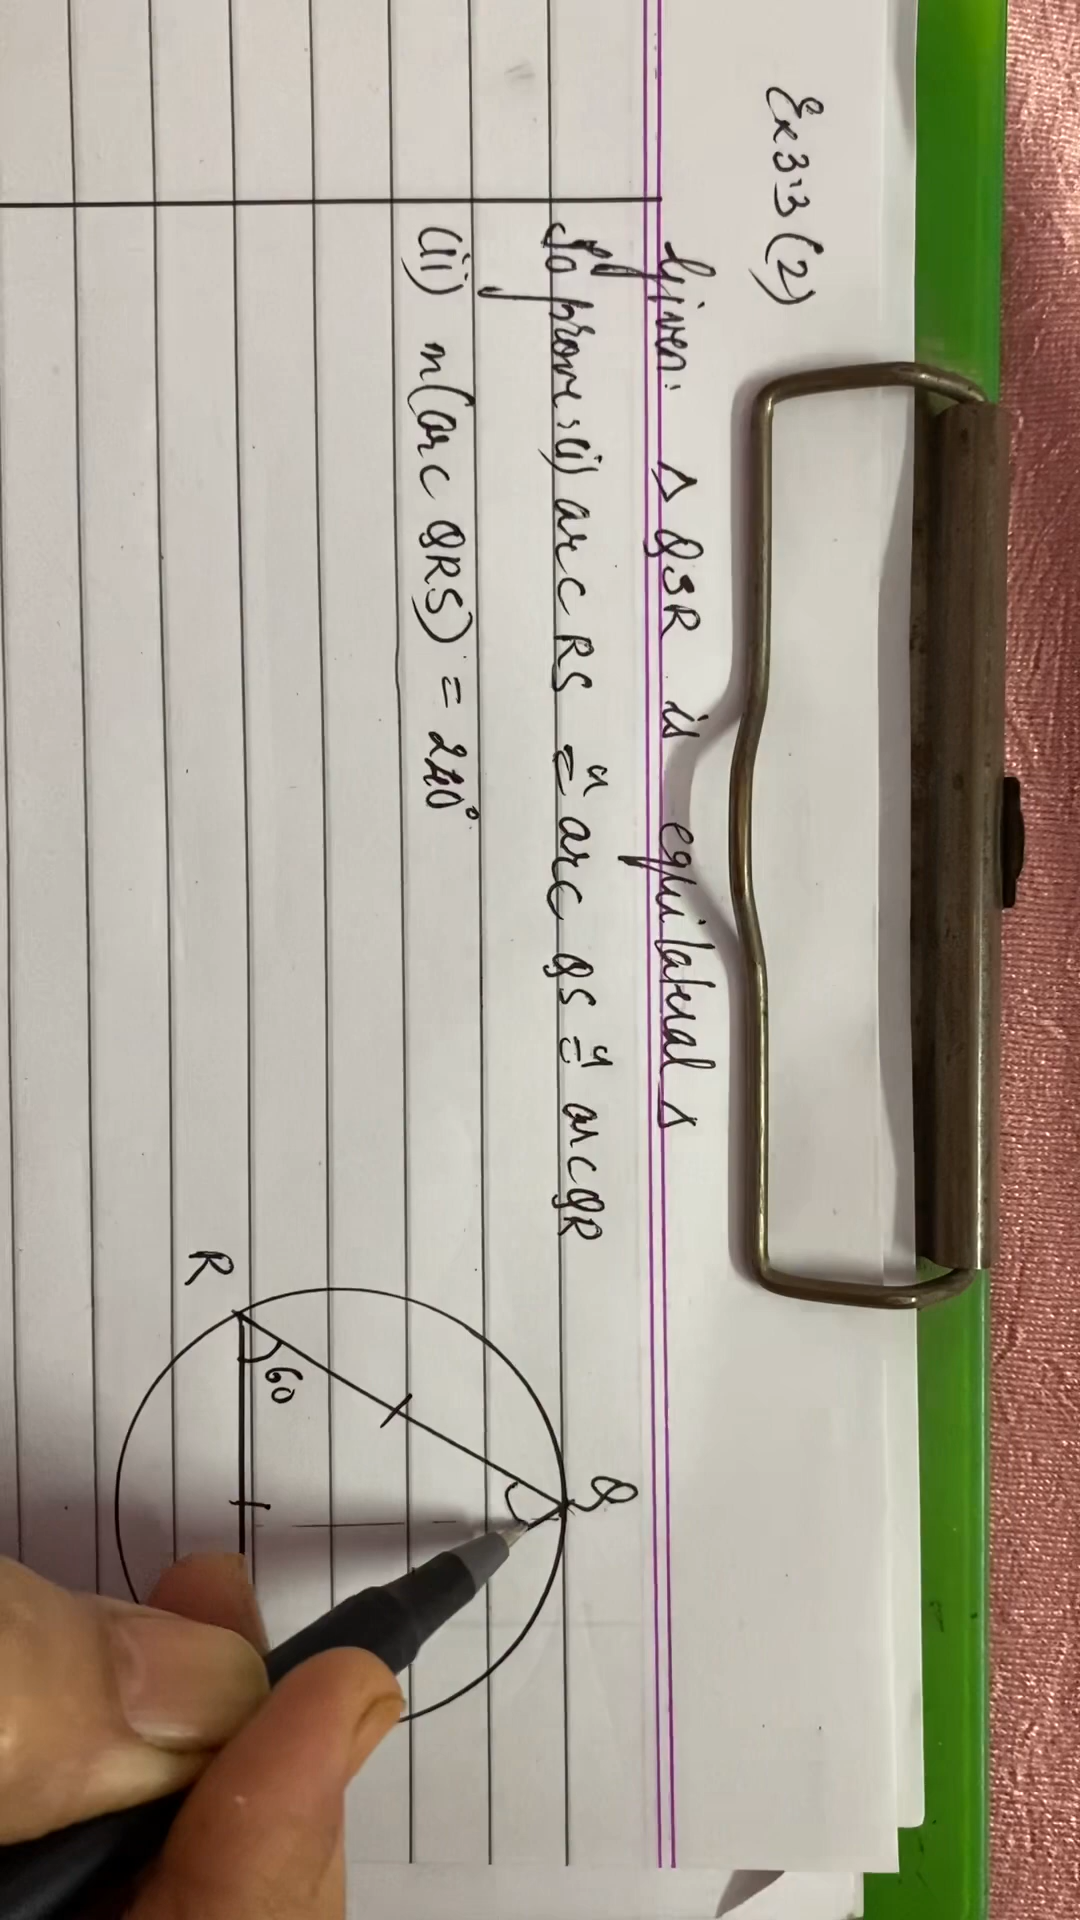 Ex 3.3 (2)
Given: Δ QSR is equilateral Δ
To prove: (i) arc RS ≅ arc QS ≅ arc QR
(ii) m(arc QRS) = 240°
Q
60
R